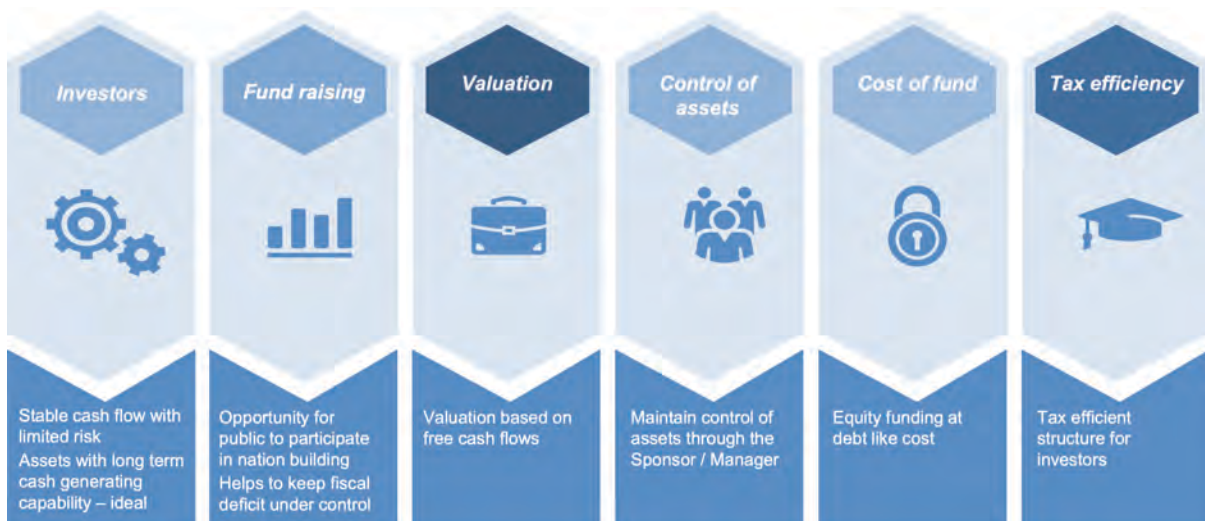 Investors
Stable cash flow with
limited risk
Assets with long term
cash generating
capability – ideal
Fund raising
Opportunity for
public to participate
in nation building
Helps to keep fiscal
deficit under control
Valuation
Valuation based on
free cash flows
Control of
assets
Maintain control of
assets through the
Sponsor / Manager
Cost of fund
Equity funding at
debt like cost
Tax efficiency
Tax efficient
structure for
investors